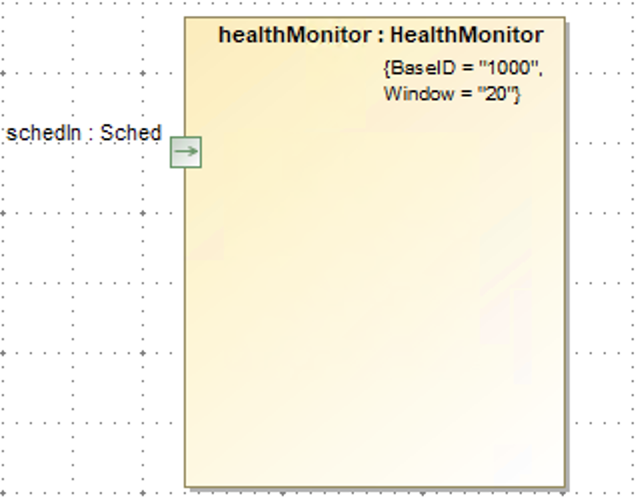 healthMonitor : HealthMonitor
{BaseID = "1000",
Window = "20"}
schedIn : Sched